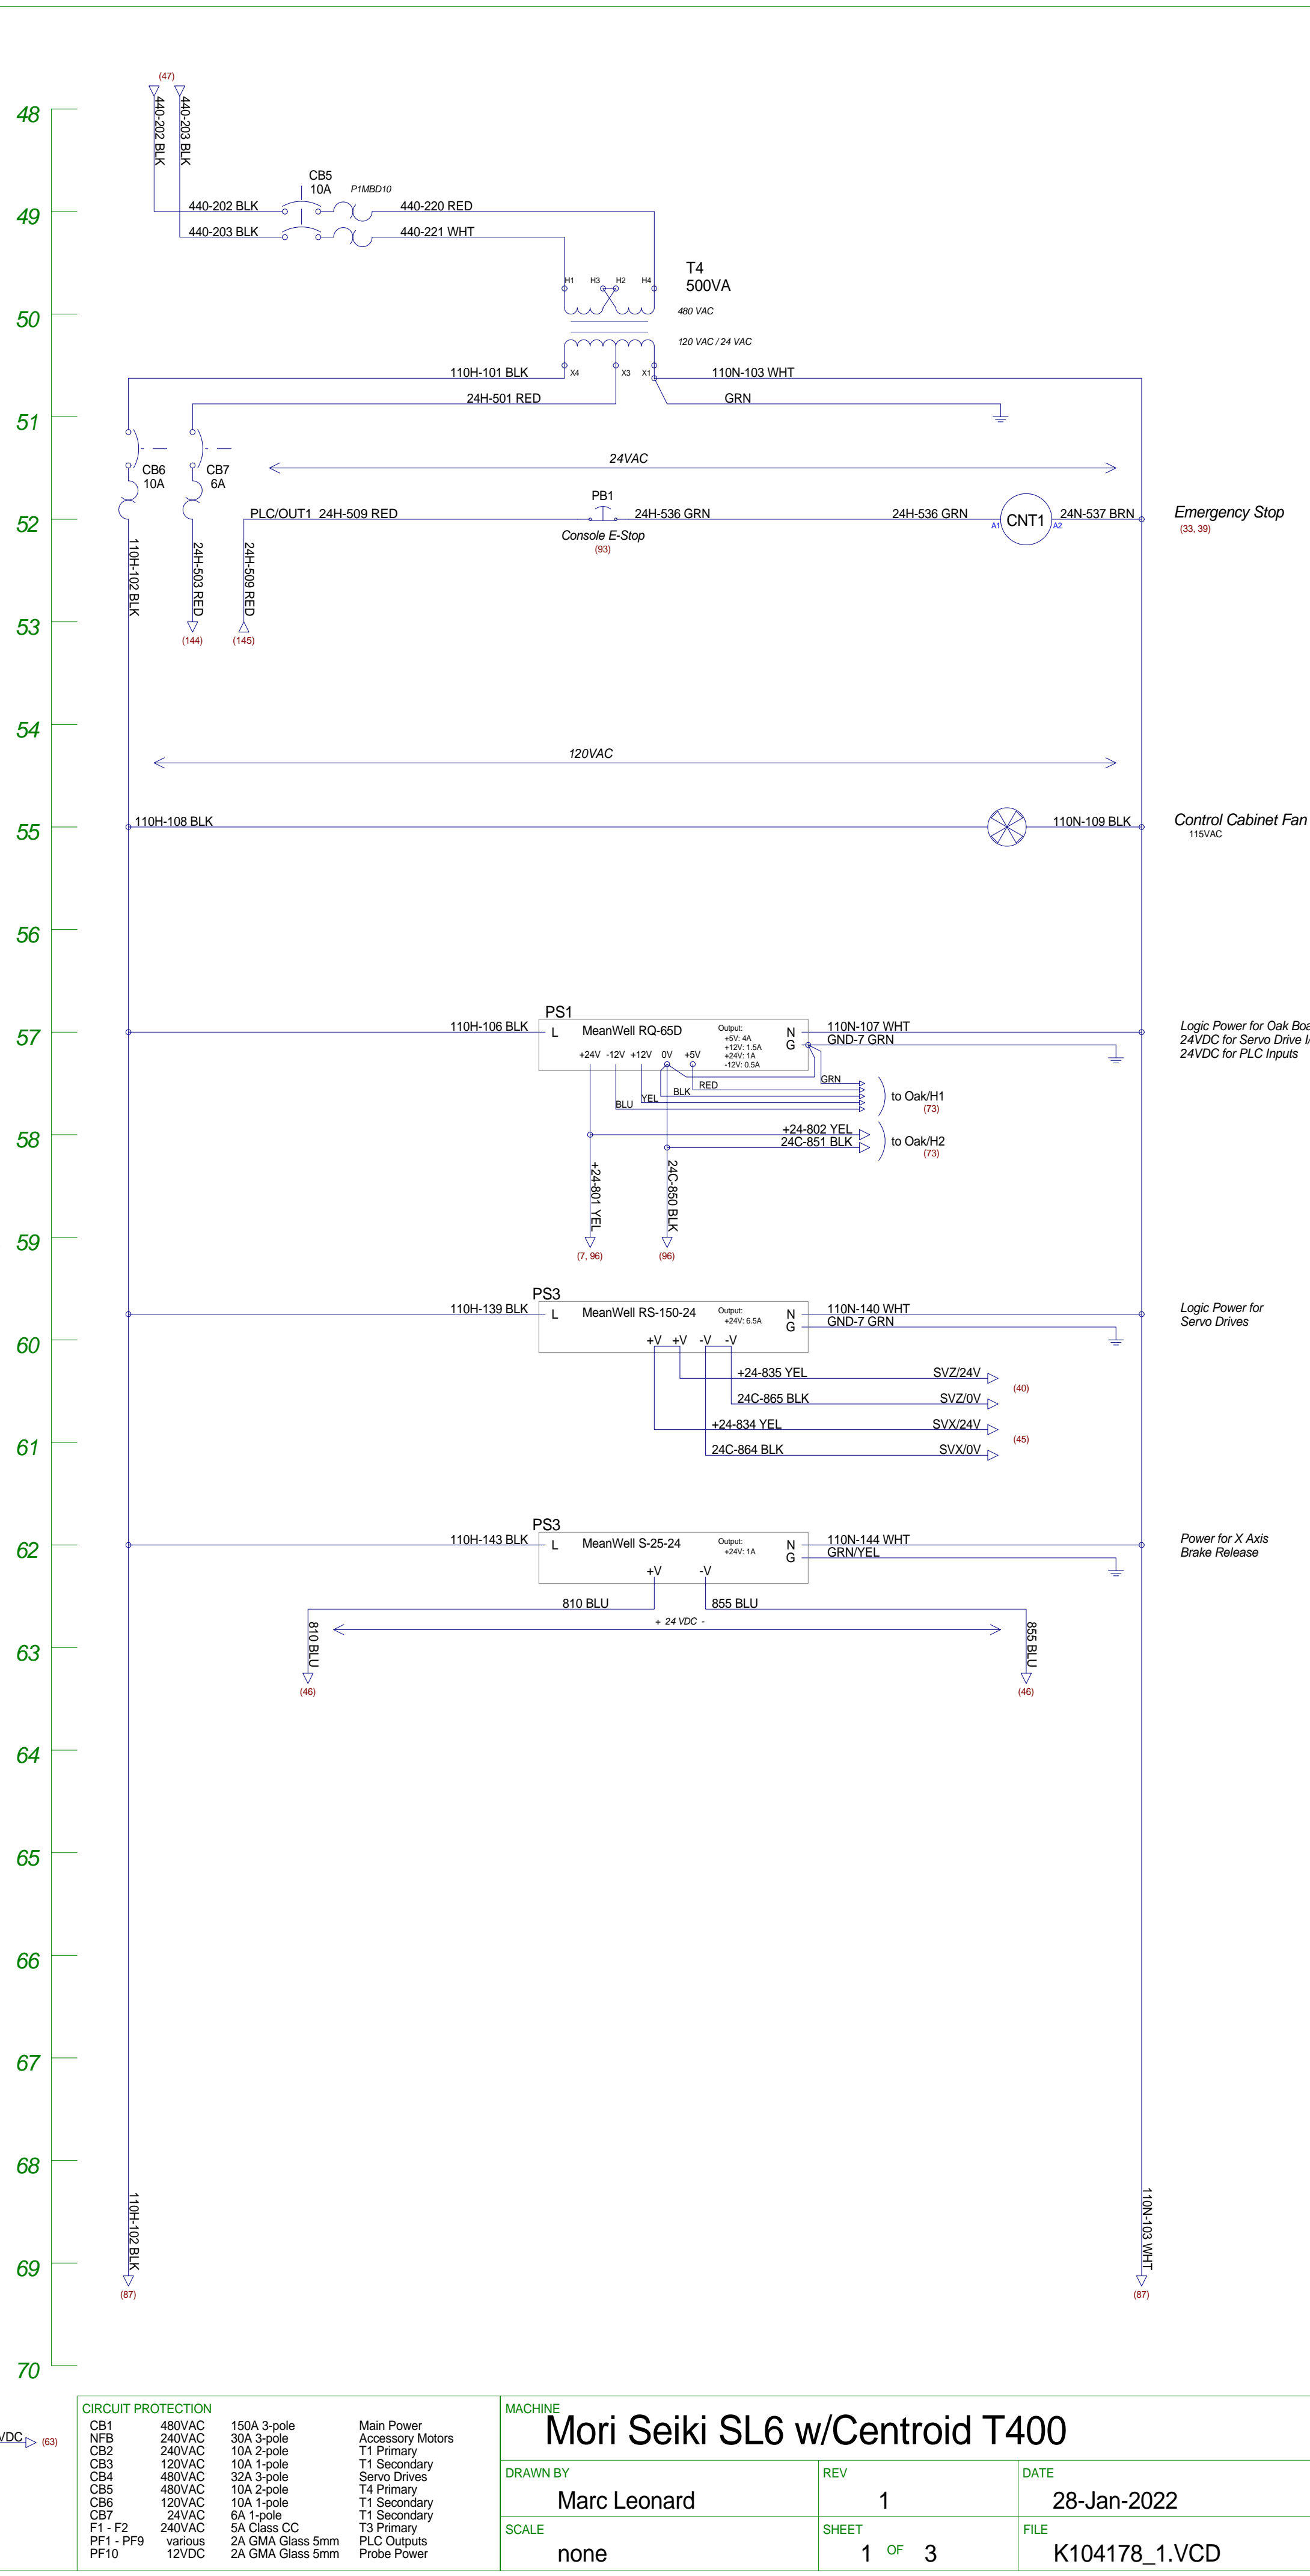 (47)
48
440-202 BLK
440-203 BLK
CB5
10A P1MBD10
49
440-202 BLK 440-220 RED
440-203 BLK 440-221 WHT
T4
500VA
H1 H3 H2 H4
50
480 VAC
120 VAC / 24 VAC
110H-101 BLK X4 X3 X1 110N-103 WHT
24H-501 RED GRN
51
24VAC
CB6
10A
CB7
6A
PB1
52
PLC/OUT1 24H-509 RED 24H-536 GRN 24H-536 GRN CNT1 24N-537 BRN
A1 A2
Emergency Stop
(33, 39)
Console E-Stop
(93)
110H-102 BLK
24H-503 RED
24H-509 RED
53
(144) (145)
54
120VAC
55
110H-108 BLK 110N-109 BLK
Control Cabinet Fan
115VAC
56
PS1
57
110H-106 BLK L MeanWell RQ-65D
Output:
+5V: 4A
+12V: 1.5A
+24V: 1A
-12V: 0.5A
N 110N-107 WHT
G GND-7 GRN
+24V -12V +12V 0V +5V
Logic Power for Oak Boa
24VDC for Servo Drive I/
24VDC for PLC Inputs
GRN
RED
BLK
YEL
BLU
to Oak/H1
(73)
58
+24-802 YEL
24C-851 BLK
to Oak/H2
(73)
+24-801 YEL
24C-850 BLK
59
(7, 96) (96)
PS3
110H-139 BLK L MeanWell RS-150-24
Output:
+24V: 6.5A
N 110N-140 WHT
G GND-7 GRN
Logic Power for
Servo Drives
60
+V +V -V -V
+24-835 YEL SVZ/24V
(40)
24C-865 BLK SVZ/0V
+24-834 YEL SVX/24V
(45)
61
24C-864 BLK SVX/0V
PS3
62
110H-143 BLK L MeanWell S-25-24
Output:
+24V: 1A
N 110N-144 WHT
G GRN/YEL
Power for X Axis
Brake Release
+V -V
810 BLU 855 BLU
+ 24 VDC -
810 BLU
855 BLU
63
(46) (46)
64
65
66
67
68
110H-102 BLK
110N-103 WHT
69
(87) (87)
70
VDC (63)
CIRCUIT PROTECTION
CB1 480VAC 150A 3-pole Main Power
NFB 240VAC 30A 3-pole Accessory Motors
CB2 240VAC 10A 2-pole T1 Primary
CB3 120VAC 10A 1-pole T1 Secondary
CB4 480VAC 32A 3-pole Servo Drives
CB5 480VAC 10A 2-pole T4 Primary
CB6 120VAC 10A 1-pole T1 Secondary
CB7 24VAC 6A 1-pole T1 Secondary
F1 - F2 240VAC 5A Class CC T3 Primary
PF1 - PF9 various 2A GMA Glass 5mm PLC Outputs
PF10 12VDC 2A GMA Glass 5mm Probe Power
MACHINE
Mori Seiki SL6 w/Centroid T400
DRAWN BY REV DATE
Marc Leonard 1 28-Jan-2022
SCALE SHEET FILE
none 1 OF 3 K104178_1.VCD